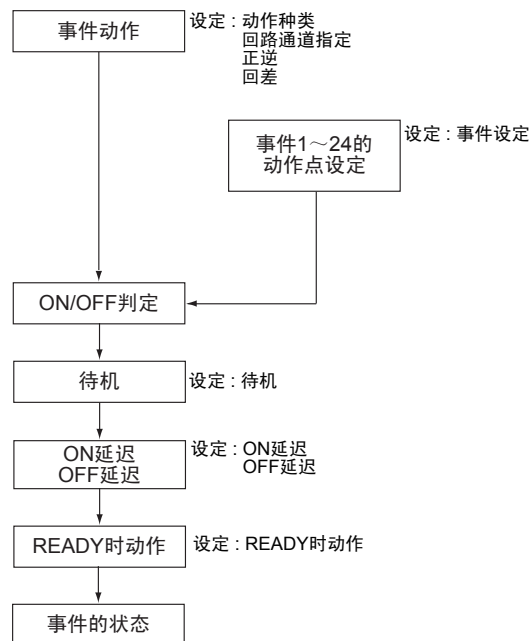 事件动作
设定 : 动作种类
回路通道指定
正逆
回差
事件1～24的
动作点设定
设定 : 事件设定
ON/OFF判定
待机
设定 : 待机
ON延迟
OFF延迟
设定 : ON延迟
OFF延迟
READY时动作
设定 : READY时动作
事件的状态